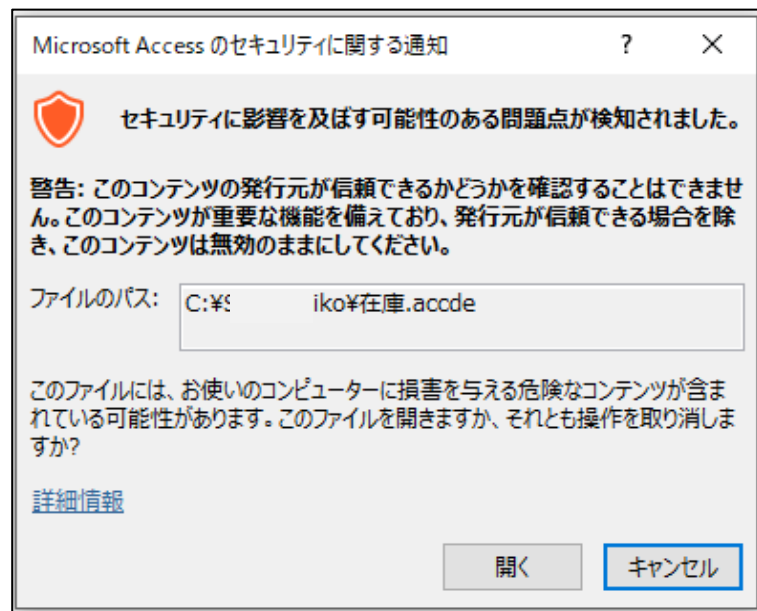 Microsoft Access のセキュリティに関する通知 ? ×
セキュリティに影響を及ぼす可能性のある問題点が検知されました。
警告: このコンテンツの発行元が信頼できるかどうかを確認することはできませ
ん。このコンテンツが重要な機能を備えており、発行元が信頼できる場合を除
き、このコンテンツは無効のままにしてください。
ファイルのパス: C:¥ iko¥在庫.accde
このファイルには、お使いのコンピューターに損害を与える危険なコンテンツが含ま
れている可能性があります。このファイルを開きますか、それとも操作を取り消しま
すか?
詳細情報
開く キャンセル